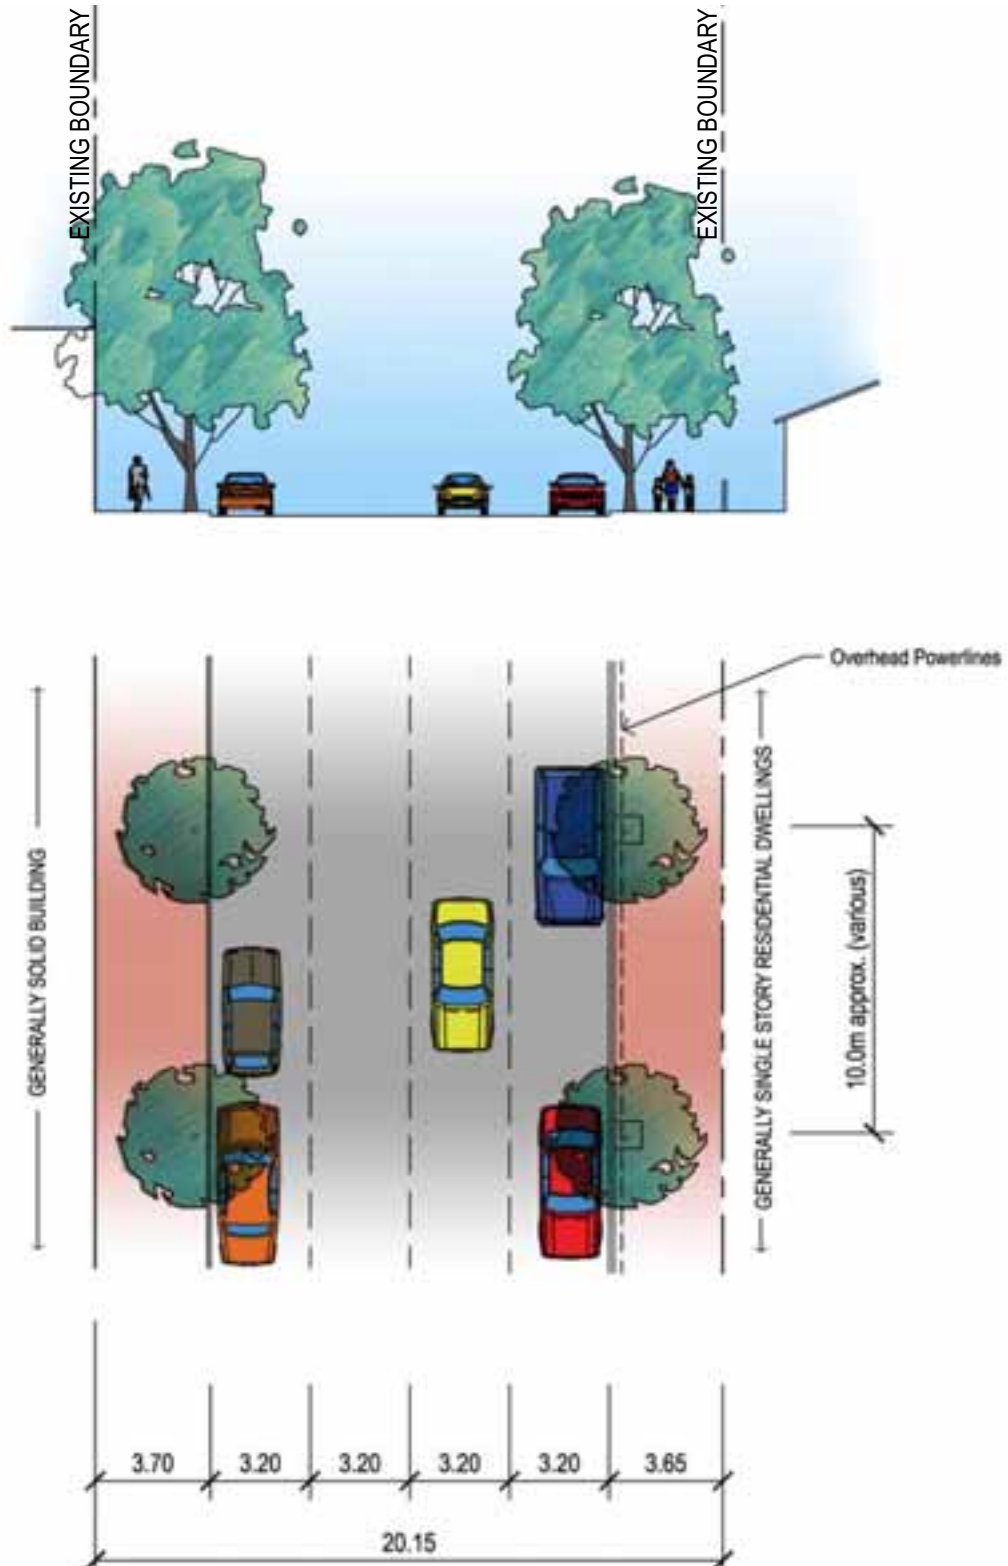 EXISTING BOUNDARY
EXISTING BOUNDARY
Overhead Powerlines
GENERALLY SOLID BUILDING
GENERALLY SINGLE STORY RESIDENTIAL DWELLINGS
10.0m approx. (various)
3.70
3.20
3.20
3.20
3.20
3.65
20.15